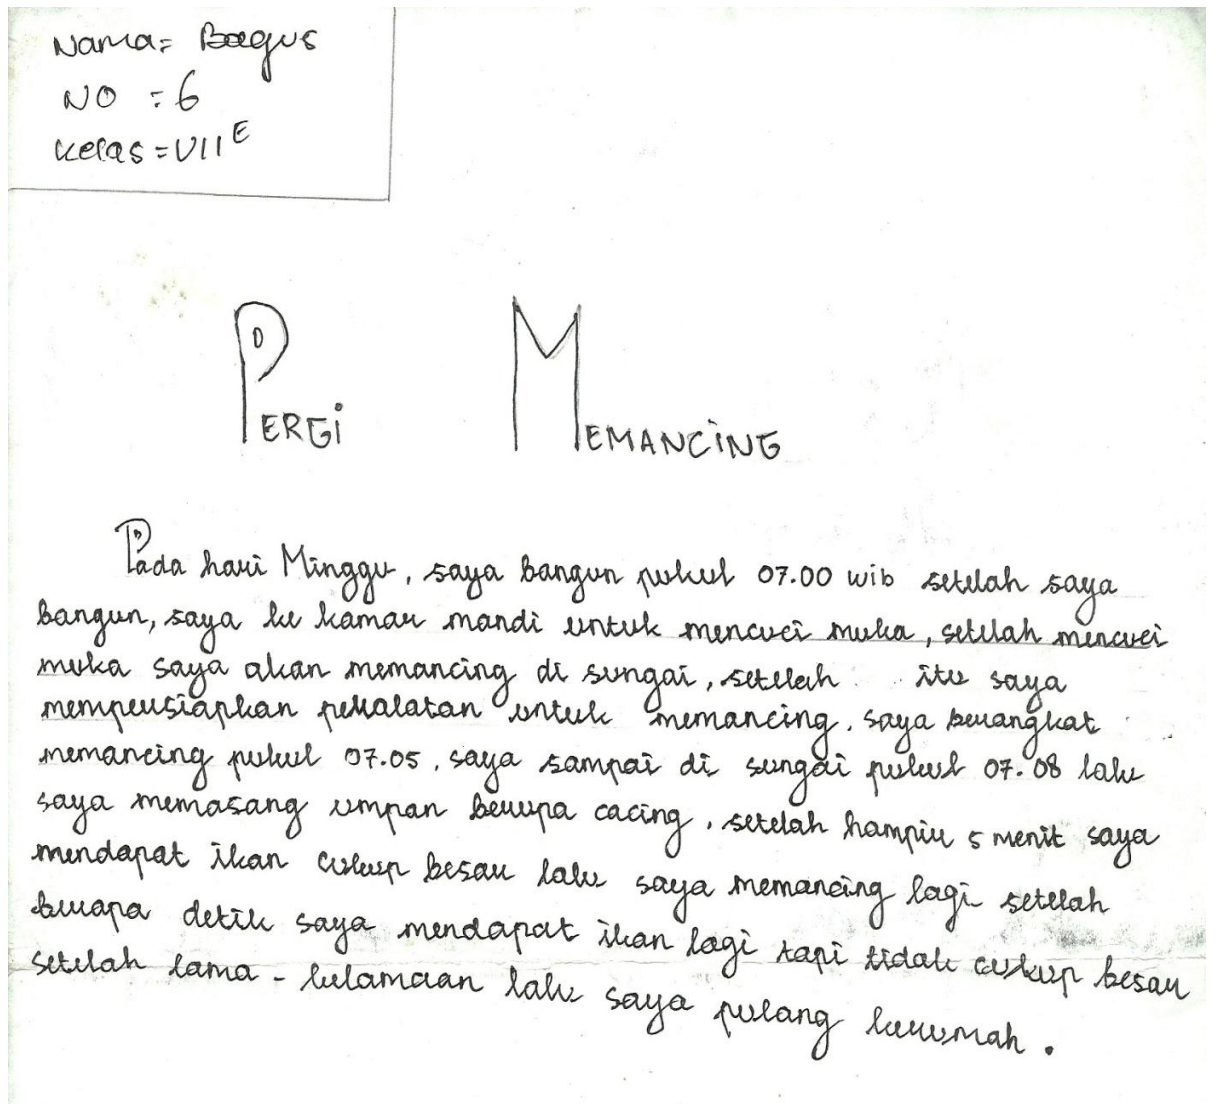 Nama= Bagus
NO = 6
Kelas = VII E
PERGi MEMANCiNG
Pada hari Minggu, saya bangun pukul 07.00 wib setelah saya
bangun, saya ke kamar mandi untuk mencuci muka, setelah mencuci
muka saya akan memancing di sungai, setelah itu saya
mempersiapkan peralatan untuk memancing. saya berangkat
memancing pukul 07.05. saya sampai di sungai pukul 07.08 lalu
saya memasang umpan berupa cacing. setelah hampir 5 menit saya
mendapat ikan cukup besar lalu saya memancing lagi setelah
berapa detik saya mendapat ikan lagi tapi tidak cukup besar
setelah lama - kelamaan lalu saya pulang kerumah.